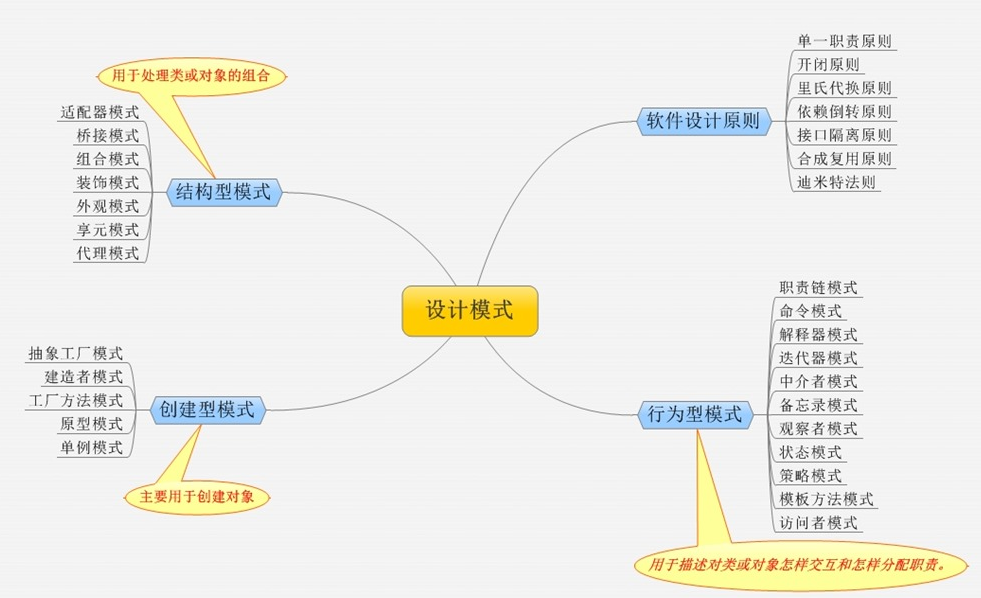 设计模式
软件设计原则
单一职责原则
开闭原则
里氏代换原则
依赖倒转原则
接口隔离原则
合成复用原则
迪米特法则
用于处理类或对象的组合
结构型模式
适配器模式
桥接模式
组合模式
装饰模式
外观模式
享元模式
代理模式
创建型模式
抽象工厂模式
建造者模式
工厂方法模式
原型模式
单例模式
主要用于创建对象
行为型模式
职责链模式
命令模式
解释器模式
迭代器模式
中介者模式
备忘录模式
观察者模式
状态模式
策略模式
模板方法模式
访问者模式
用于描述对类或对象怎样交互和怎样分配职责。